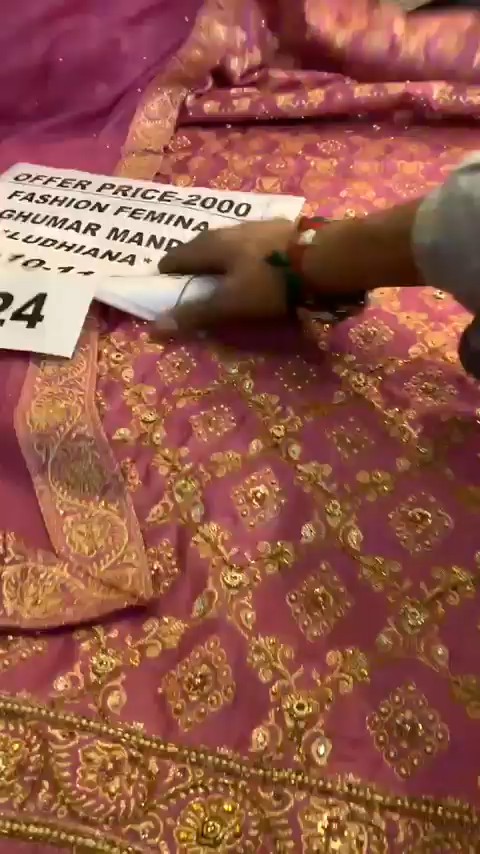 OFFER PRICE-2000
FASHION FEMINA
GHUMAR MAND
*LUDHIANA*
24